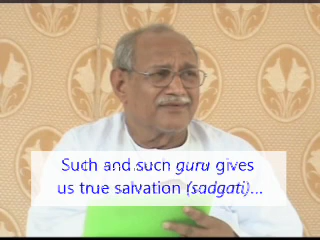 Such and such guru gives
us true salvation (sadgati)...